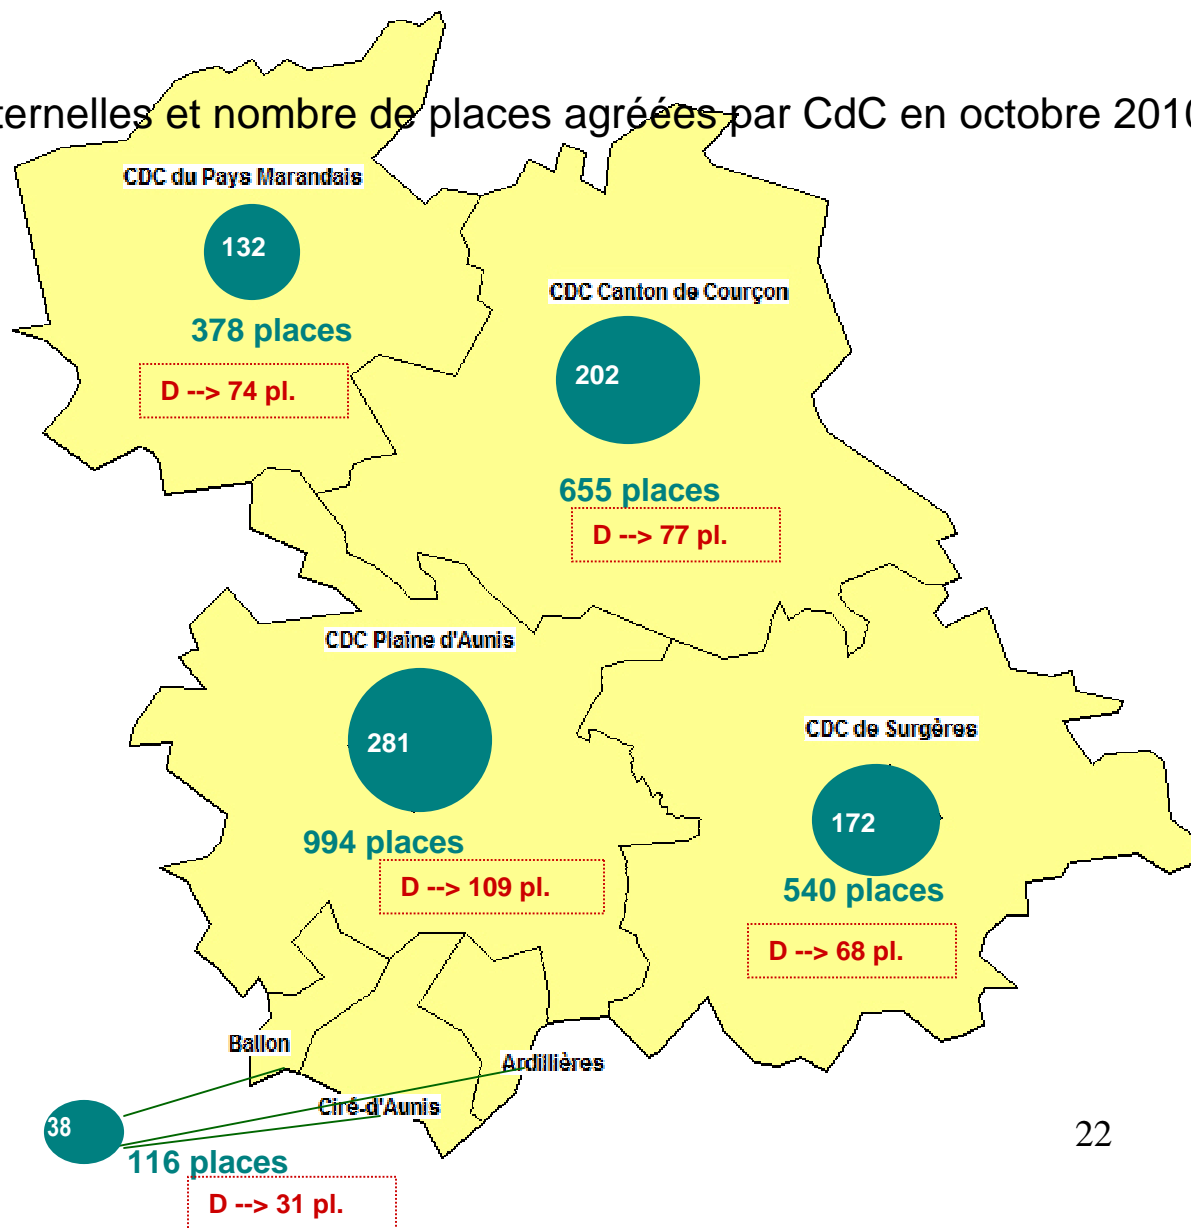 ternelles et nombre de places agréées par CdC en octobre 2010
CDC du Pays Marandais
132
378 places
D --> 74 pl.
CDC Canton de Courçon
202
655 places
D --> 77 pl.
CDC Plaine d'Aunis
281
994 places
D --> 109 pl.
CDC de Surgères
172
540 places
D --> 68 pl.
Ballon
Ardillières
Ciré-d'Aunis
38
116 places
D --> 31 pl.
22